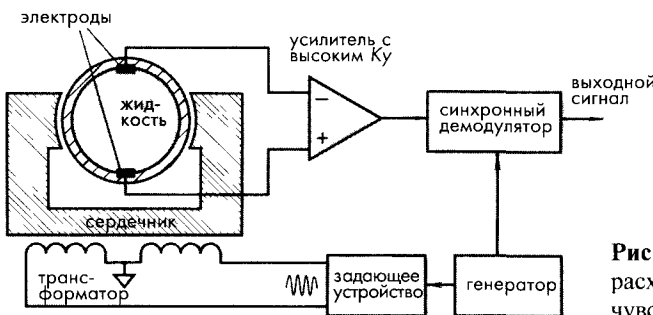 электроды
усилитель с
высоким Ку
жид-
кость
−
+
синхронный
демодулятор
выходной
сигнал
сердечник
транс-
форматор
задающее
устройство
генератор
Рис
расх
чувс